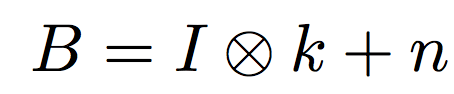 B = I ⊗ k + n